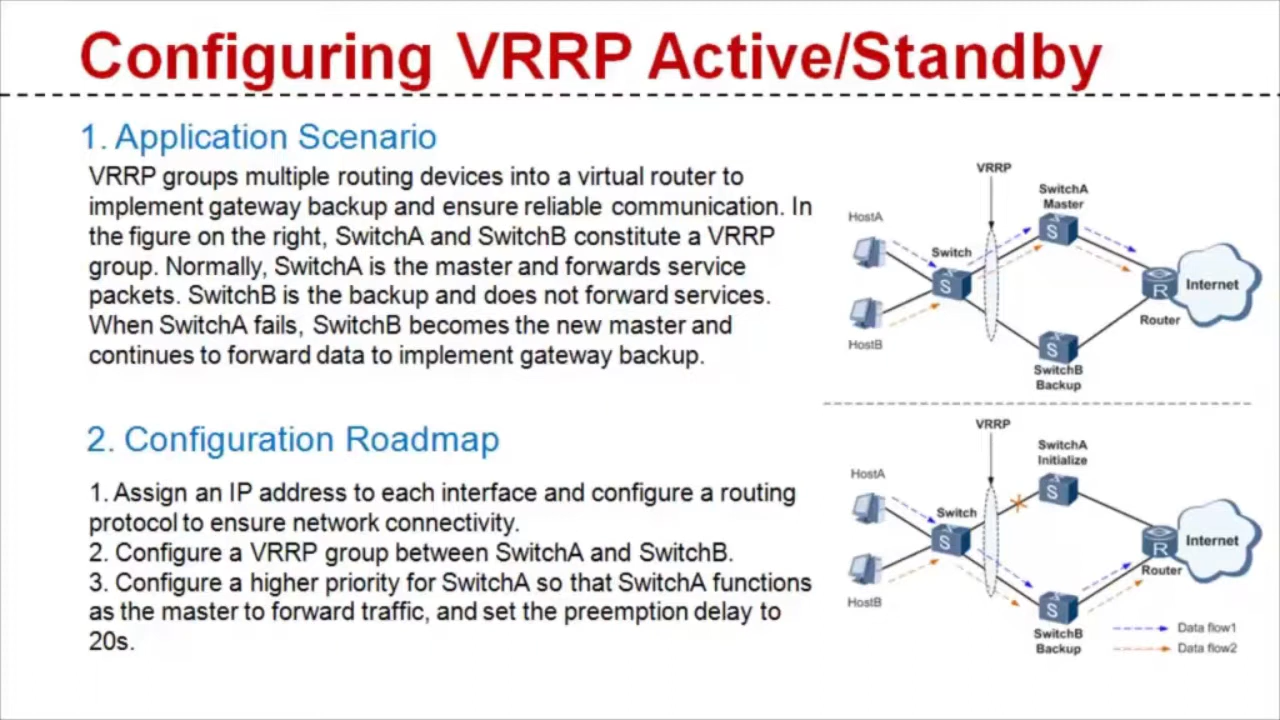 Configuring VRRP Active/Standby
1. Application Scenario
VRRP groups multiple routing devices into a virtual router to
implement gateway backup and ensure reliable communication. In
the figure on the right, SwitchA and SwitchB constitute a VRRP
group. Normally, SwitchA is the master and forwards service
packets. SwitchB is the backup and does not forward services.
When SwitchA fails, SwitchB becomes the new master and
continues to forward data to implement gateway backup.
2. Configuration Roadmap
1. Assign an IP address to each interface and configure a routing
protocol to ensure network connectivity.
2. Configure a VRRP group between SwitchA and SwitchB.
3. Configure a higher priority for SwitchA so that SwitchA functions
as the master to forward traffic, and set the preemption delay to
20s.
VRRP
SwitchA
Master
HostA
Switch
S
S
Internet
R
Router
HostB
S
SwitchB
Backup
VRRP
SwitchA
Initialize
HostA
S
Switch
S
Internet
R
Router
HostB
S
SwitchB
Backup
Data flow1
Data flow2